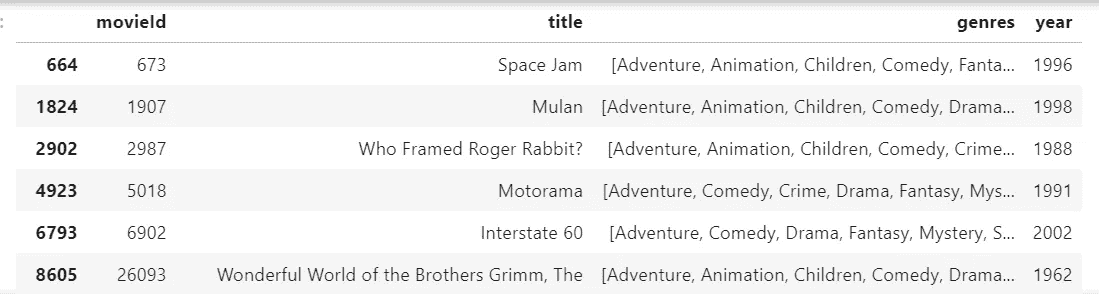 movieId title genres year
664 673 Space Jam [Adventure, Animation, Children, Comedy, Fanta... 1996
1824 1907 Mulan [Adventure, Animation, Children, Comedy, Drama... 1998
2902 2987 Who Framed Roger Rabbit? [Adventure, Animation, Children, Comedy, Crime... 1988
4923 5018 Motorama [Adventure, Comedy, Crime, Drama, Fantasy, Mys... 1991
6793 6902 Interstate 60 [Adventure, Comedy, Drama, Fantasy, Mystery, S... 2002
8605 26093 Wonderful World of the Brothers Grimm, The [Adventure, Animation, Children, Comedy, Drama... 1962